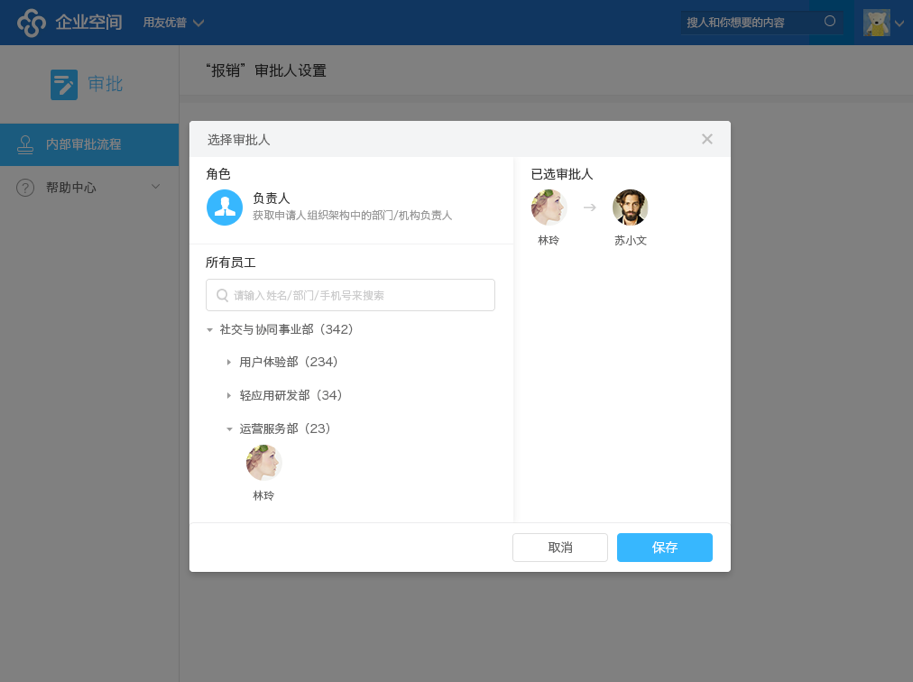 企业空间
用友优普
搜人和你想要的内容
审批
“报销”审批人设置
内部审批流程
帮助中心
选择审批人
角色
负责人
获取申请人组织架构中的部门/机构负责人
所有员工
请输入姓名/部门/手机号来搜索
社交与协同事业部（342）
用户体验部（234）
轻应用研发部（34）
运营服务部（23）
林玲
已选审批人
林玲
苏小文
取消
保存